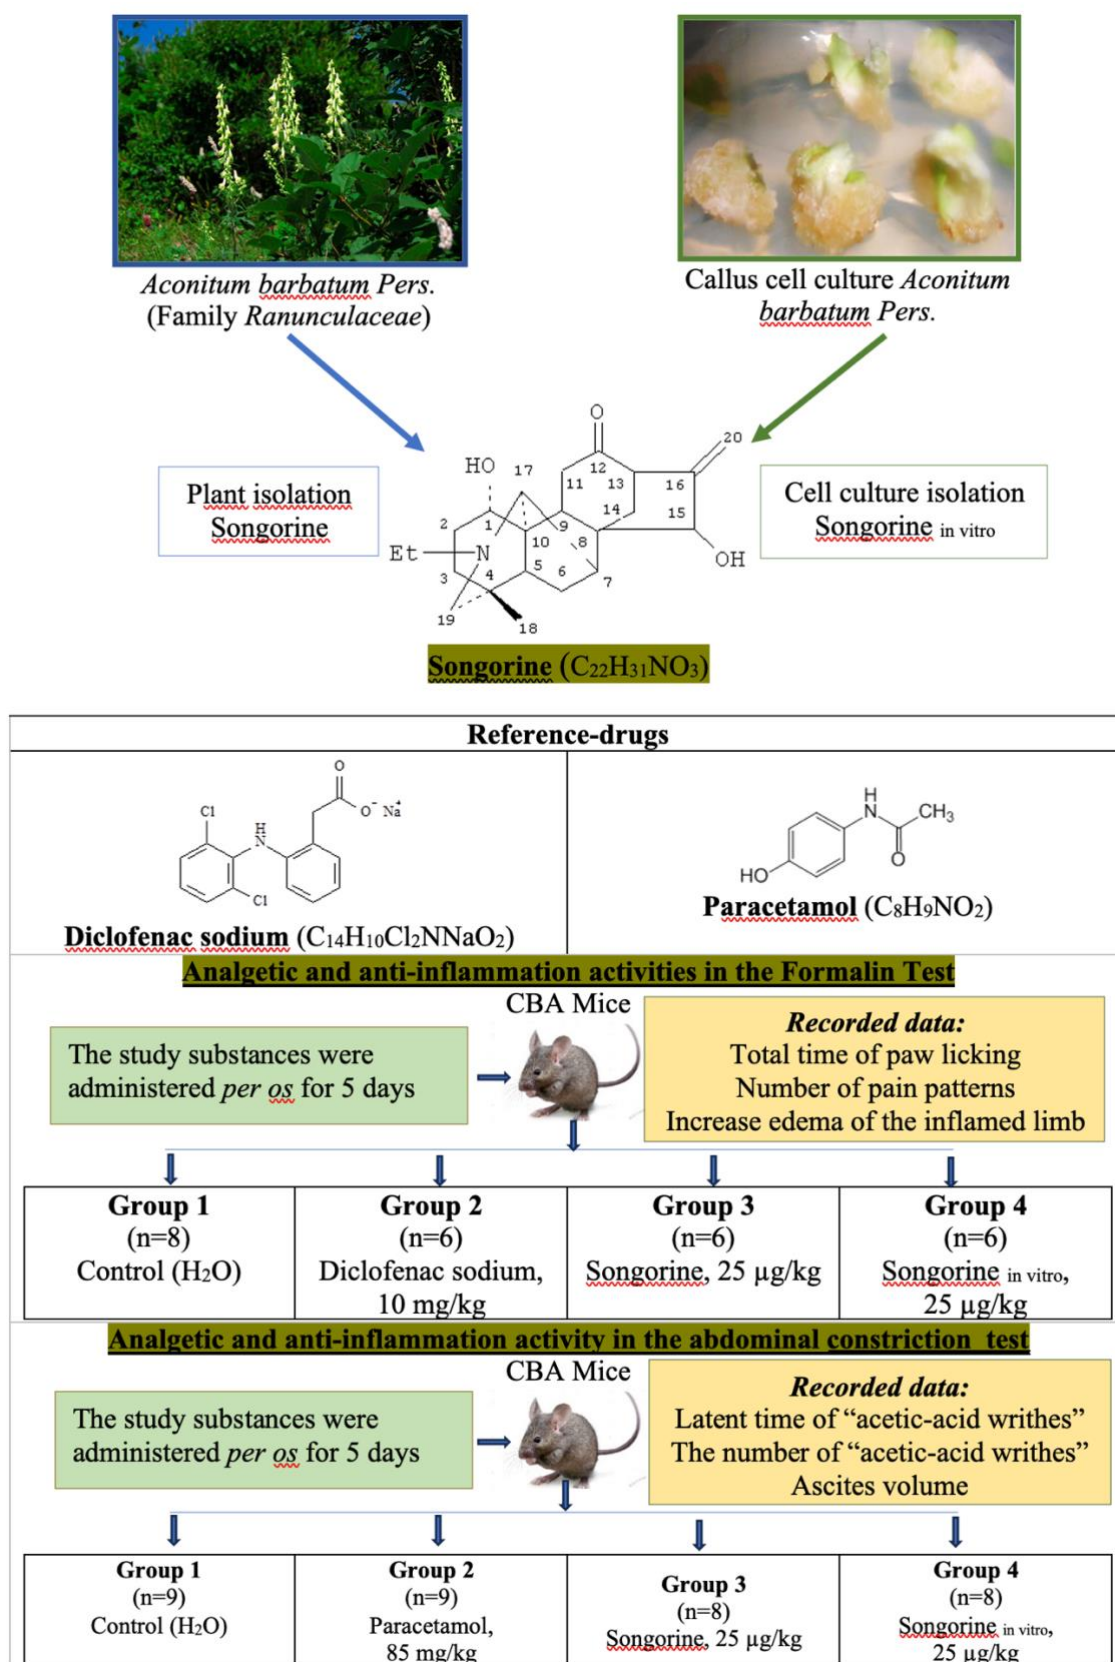 Aconitum barbatum Pers.
(Family Ranunculaceae)
Callus cell culture Aconitum
barbatum Pers.
Plant isolation
Songorine
Cell culture isolation
Songorine in vitro
O
20
HO
17
12
11
13
16
14
15
2
1
9
10
8
OH
Et
N
3
4
5
6
7
19
18
Songorine (C₂₂H₃₁NO₃)
Reference-drugs
O
O⁻ Na⁺
Cl
H
N
Cl
Diclofenac sodium (C₁₄H₁₀Cl₂NNaO₂)
H
N
CH₃
O
HO
Paracetamol (C₈H₉NO₂)
Analgetic and anti-inflammation activities in the Formalin Test
CBA Mice
The study substances were
administered per os for 5 days
Recorded data:
Total time of paw licking
Number of pain patterns
Increase edema of the inflamed limb
Group 1
(n=8)
Control (H₂O)
Group 2
(n=6)
Diclofenac sodium,
10 mg/kg
Group 3
(n=6)
Songorine, 25 µg/kg
Group 4
(n=6)
Songorine in vitro,
25 µg/kg
Analgetic and anti-inflammation activity in the abdominal constriction test
CBA Mice
The study substances were
administered per os for 5 days
Recorded data:
Latent time of “acetic-acid writhes”
The number of “acetic-acid writhes”
Ascites volume
Group 1
(n=9)
Control (H₂O)
Group 2
(n=9)
Paracetamol,
85 mg/kg
Group 3
(n=8)
Songorine, 25 µg/kg
Group 4
(n=8)
Songorine in vitro,
25 µg/kg